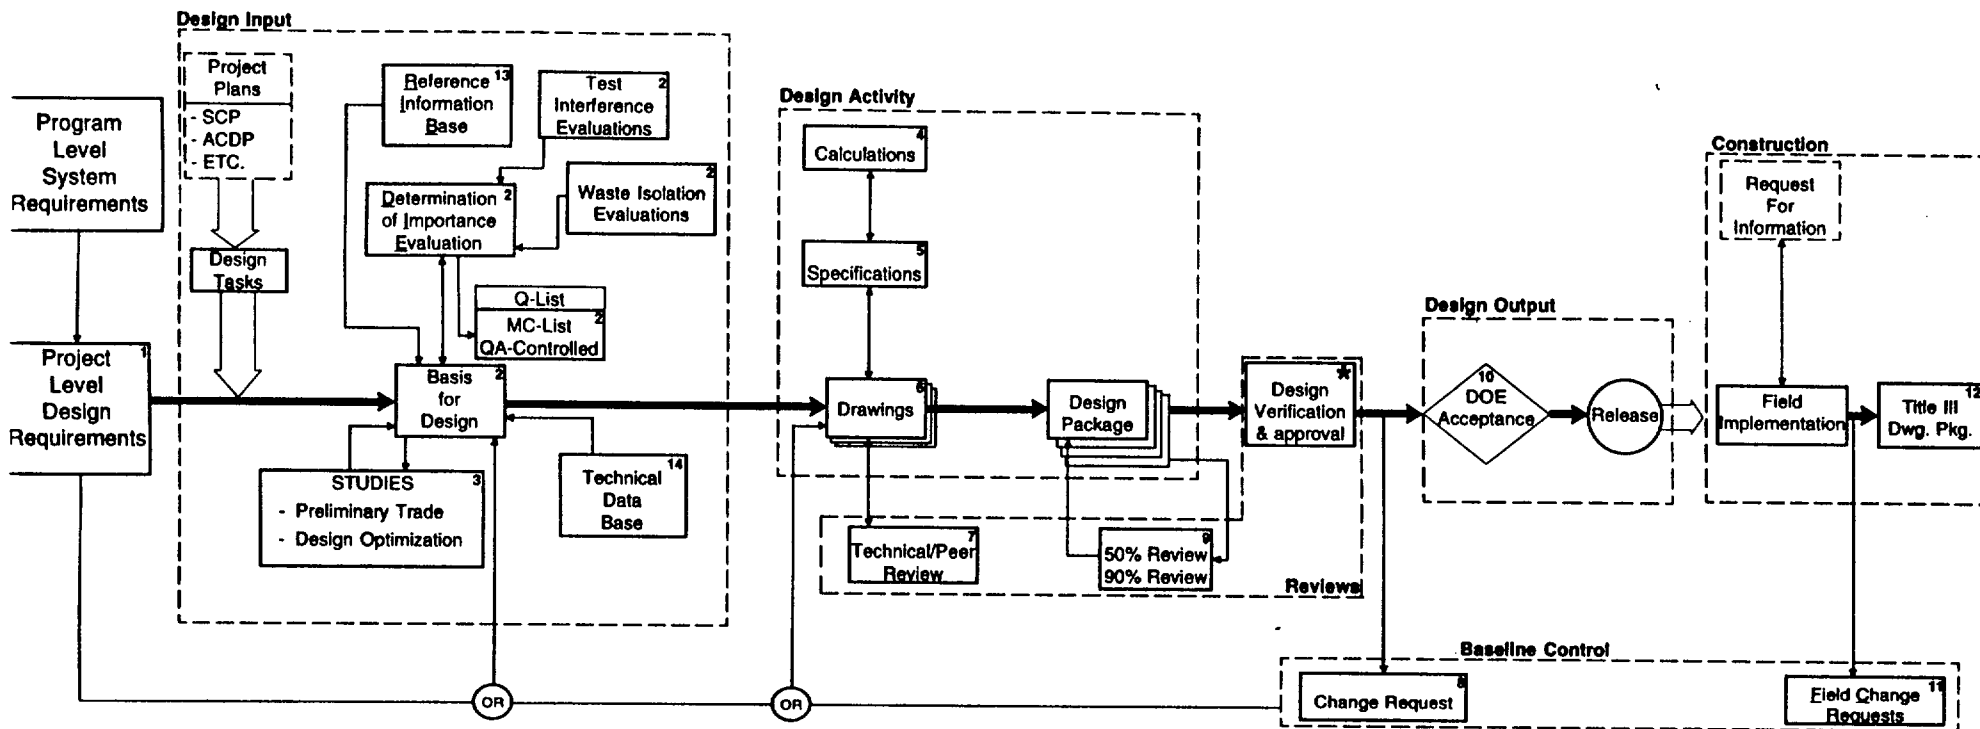 Design Input
Project
Plans
- SCP
- ACDP
- ETC.
Program
Level
System
Requirements
Design
Tasks
1
Project
Level
Design
Requirements
13
Reference
Information
Base
2
Test
Interference
Evaluations
2
Determination
of Importance
Evaluation
2
Waste Isolation
Evaluations
Q-List
2
MC-List
QA-Controlled
2
Basis
for
Design
3
STUDIES
- Preliminary Trade
- Design Optimization
14
Technical
Data
Base
Design Activity
4
Calculations
5
Specifications
6
Drawings
Design
Package
7
Technical/Peer
Review
9
50% Review
90% Review
Reviews
*
Design
Verification
& approval
Design Output
10
DOE
Acceptance
Release
Construction
Request
For
Information
Field
Implementation
12
Title III
Dwg. Pkg.
OR
OR
Baseline Control
8
Change Request
11
Field Change
Requests